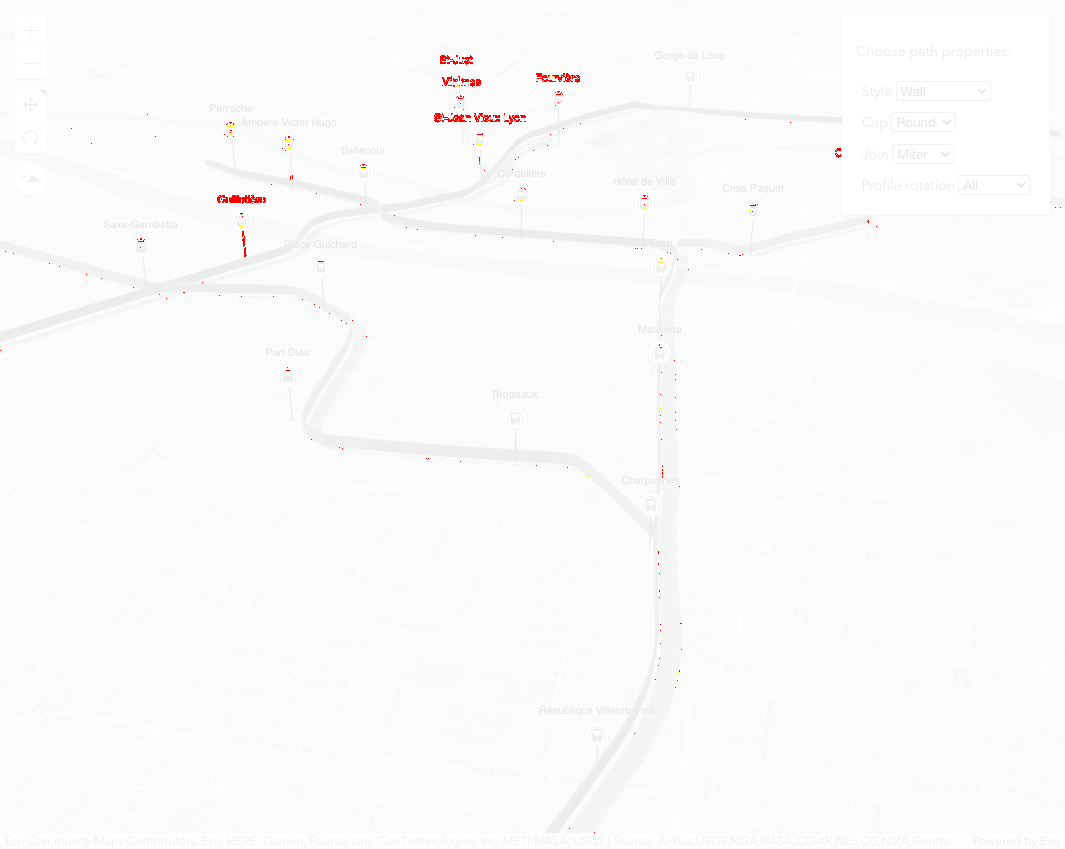 St-Just
Gorge de Loup
Choose path properties:
Minimes
Fourvière
Style Wall
Perrache
St-Jean Vieux Lyon
Cap Round
Ampère Victor Hugo
Bellecour
Join Miter
Cordeliers
Hôtel de Ville
Croix Paquet
Profile rotation All
Guillotière
Saxe-Gambetta
Place Guichard
Foch
Masséna
Part Dieu
Brotteaux
Charpennes
République Villeurbanne
Esri Community Maps Contributors, Esri, HERE, Garmin, Foursquare, GeoTechnologies, Inc, METI/NASA, USGS | Source: Airbus,USGS,NGA,NASA,CGIAR,NLS,OS,NMA,Geoda... Powered by Esri